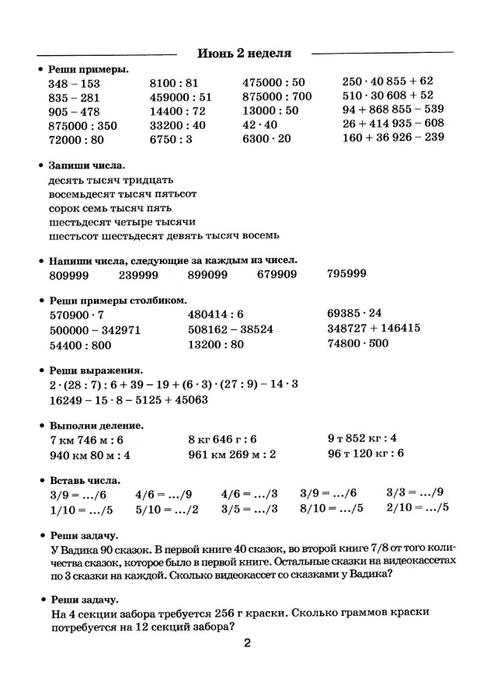 Июнь 2 неделя
• Реши примеры.
348 – 153 8100 : 81 475000 : 50 250 · 40 855 + 62
835 – 281 459000 : 51 875000 : 700 510 · 30 608 + 52
905 – 478 14400 : 72 13000 : 50 94 + 868 855 – 539
875000 : 350 33200 : 40 42 · 40 26 + 414 935 – 608
72000 : 80 6750 : 3 6300 · 20 160 + 36 926 – 239
• Запиши числа.
десять тысяч тридцать
восемьдесят тысяч пятьсот
сорок семь тысяч пять
шестьдесят четыре тысячи
шестьсот шестьдесят девять тысяч восемь
• Напиши числа, следующие за каждым из чисел.
809999 239999 899099 679909 795999
• Реши примеры столбиком.
570900 · 7 480414 : 6 69385 · 24
500000 – 342971 508162 – 38524 348727 + 146415
54400 : 800 13200 : 80 74800 · 500
• Реши выражения.
2 · (28 : 7) : 6 + 39 – 19 + (6 · 3) · (27 : 9) – 14 · 3
16249 – 15 · 8 – 5125 + 45063
• Выполни деление.
7 км 746 м : 6 8 кг 646 г : 6 9 т 852 кг : 4
940 км 80 м : 4 961 км 269 м : 2 96 т 120 кг : 6
• Вставь числа.
3/9 = .../6 4/6 = .../9 4/6 = .../3 3/9 = .../6 3/3 = .../9
1/10 = .../5 5/10 = .../2 3/5 = .../3 8/10 = .../5 2/10 = .../5
• Реши задачу.
У Вадика 90 сказок. В первой книге 40 сказок, во второй книге 7/8 от того коли-
чества сказок, которое было в первой книге. Остальные сказки на видеокассетах
по 3 сказки на каждой. Сколько видеокассет со сказками у Вадика?
• Реши задачу.
На 4 секции забора требуется 256 г краски. Сколько граммов краски
потребуется на 12 секций забора?
2